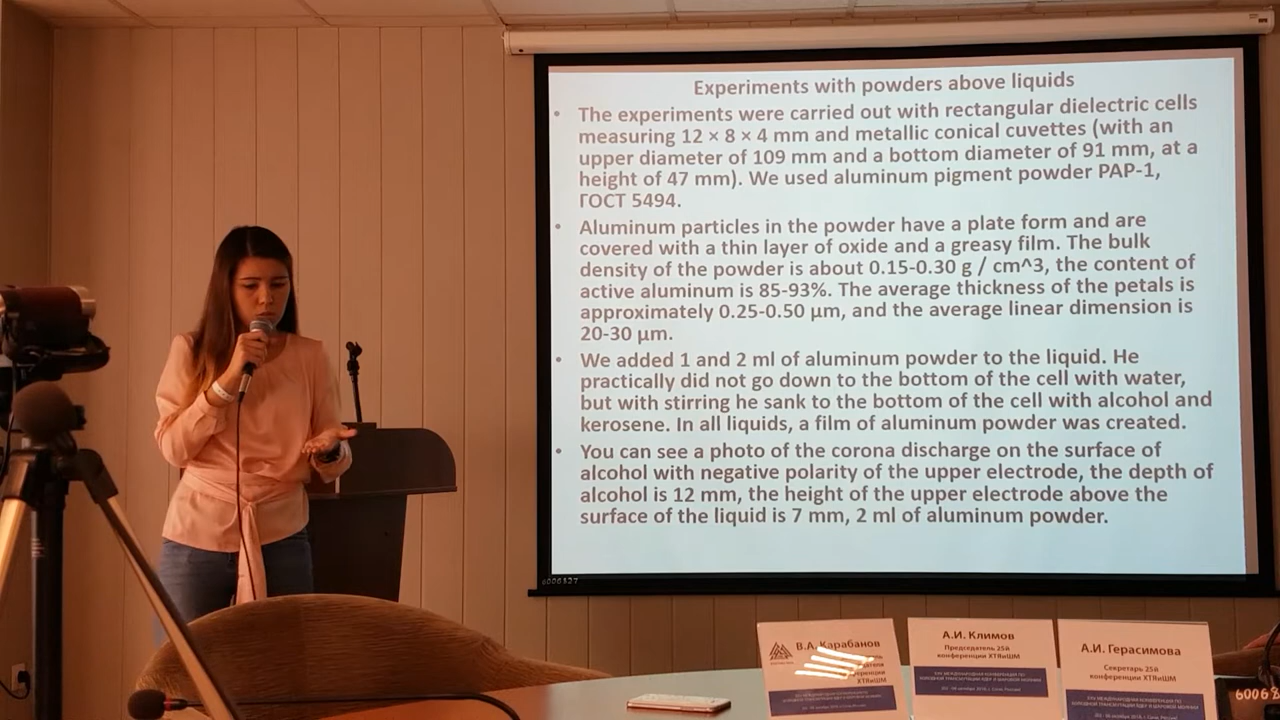 Experiments with powders above liquids
• The experiments were carried out with rectangular dielectric cells
measuring 12 × 8 × 4 mm and metallic conical cuvettes (with an
upper diameter of 109 mm and a bottom diameter of 91 mm, at a
height of 47 mm). We used aluminum pigment powder PAP-1,
ГОСТ 5494.
• Aluminum particles in the powder have a plate form and are
covered with a thin layer of oxide and a greasy film. The bulk
density of the powder is about 0.15-0.30 g / cm^3, the content of
active aluminum is 85-93%. The average thickness of the petals is
approximately 0.25-0.50 µm, and the average linear dimension is
20-30 µm.
• We added 1 and 2 ml of aluminum powder to the liquid. He
practically did not go down to the bottom of the cell with water,
but with stirring he sank to the bottom of the cell with alcohol and
kerosene. In all liquids, a film of aluminum powder was created.
• You can see a photo of the corona discharge on the surface of
alcohol with negative polarity of the upper electrode, the depth of
alcohol is 12 mm, the height of the upper electrode above the
surface of the liquid is 7 mm, 2 ml of aluminum powder.
6006827
В.А. Карабанов
ХТЯиШМ
А.И. Климов
Председатель 25й
конференции ХТЯиШМ
А.И. Герасимова
Секретарь 25й
конференции ХТЯиШМ
60068